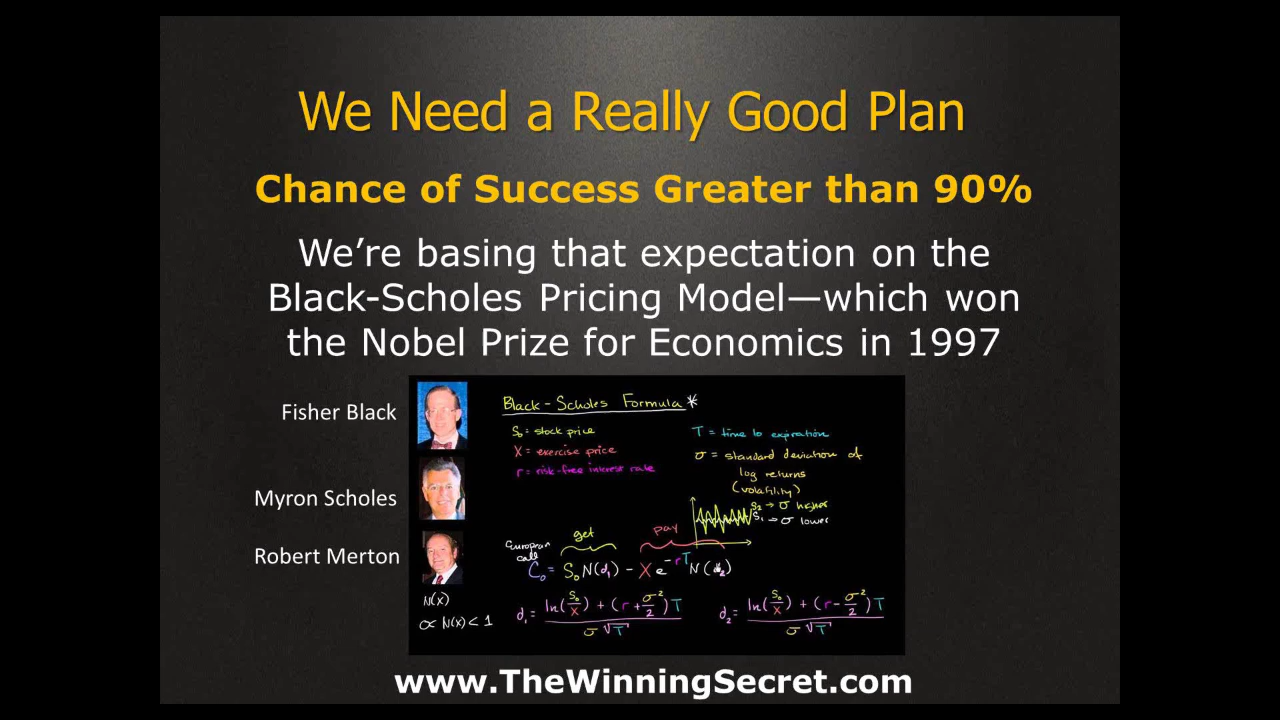 We Need a Really Good Plan
Chance of Success Greater than 90%
We're basing that expectation on the
Black-Scholes Pricing Model—which won
the Nobel Prize for Economics in 1997
Fisher Black
Myron Scholes
Robert Merton
Black-Scholes Formula*
S₀ = stock price
X = exercise price
r = risk-free interest rate
T = time to expiration
σ = standard deviation of
log returns
(volatility)
S₂ → σ higher
S₁ → σ lower
European
call
get
pay
C₀ = S₀N(d₁) - Xe^-rT N(d₂)
N(x)
∝ N(x) < 1
d₁ = ln(S₀/X) + (r + σ²/2)T / σ√T
d₂ = ln(S₀/X) + (r - σ²/2)T / σ√T
www.TheWinningSecret.com